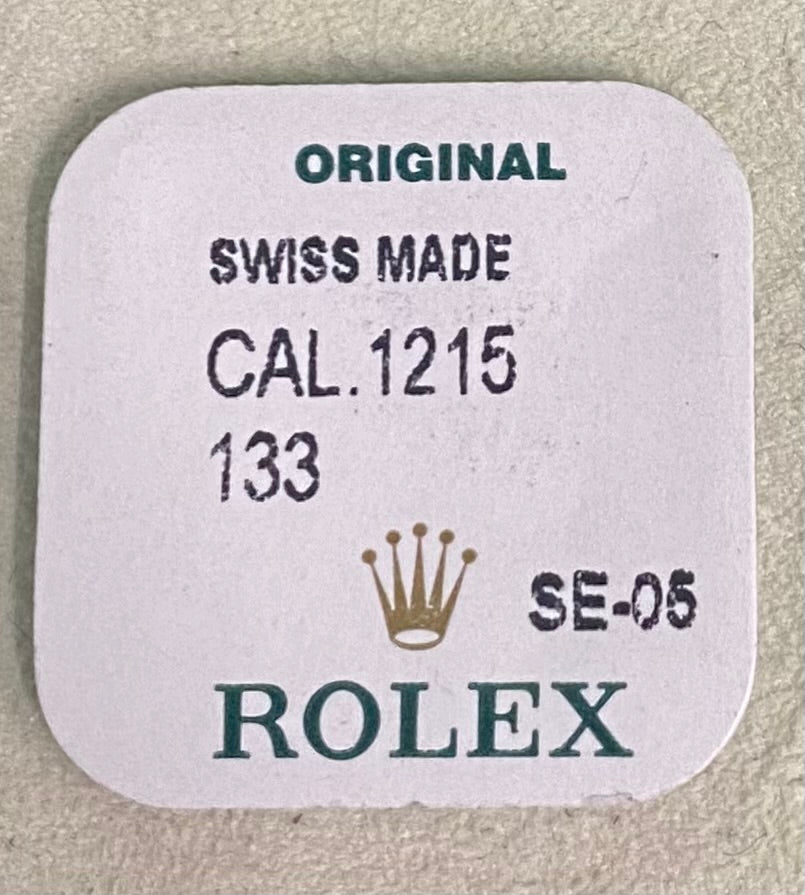 ORIGINAL
SWISS MADE
CAL.1215
133
SE-05
ROLEX